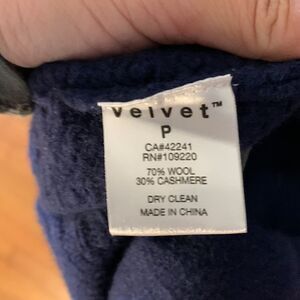 velvet™
P
CA#42241
RN#109220
70% WOOL
30% CASHMERE
DRY CLEAN
MADE IN CHINA